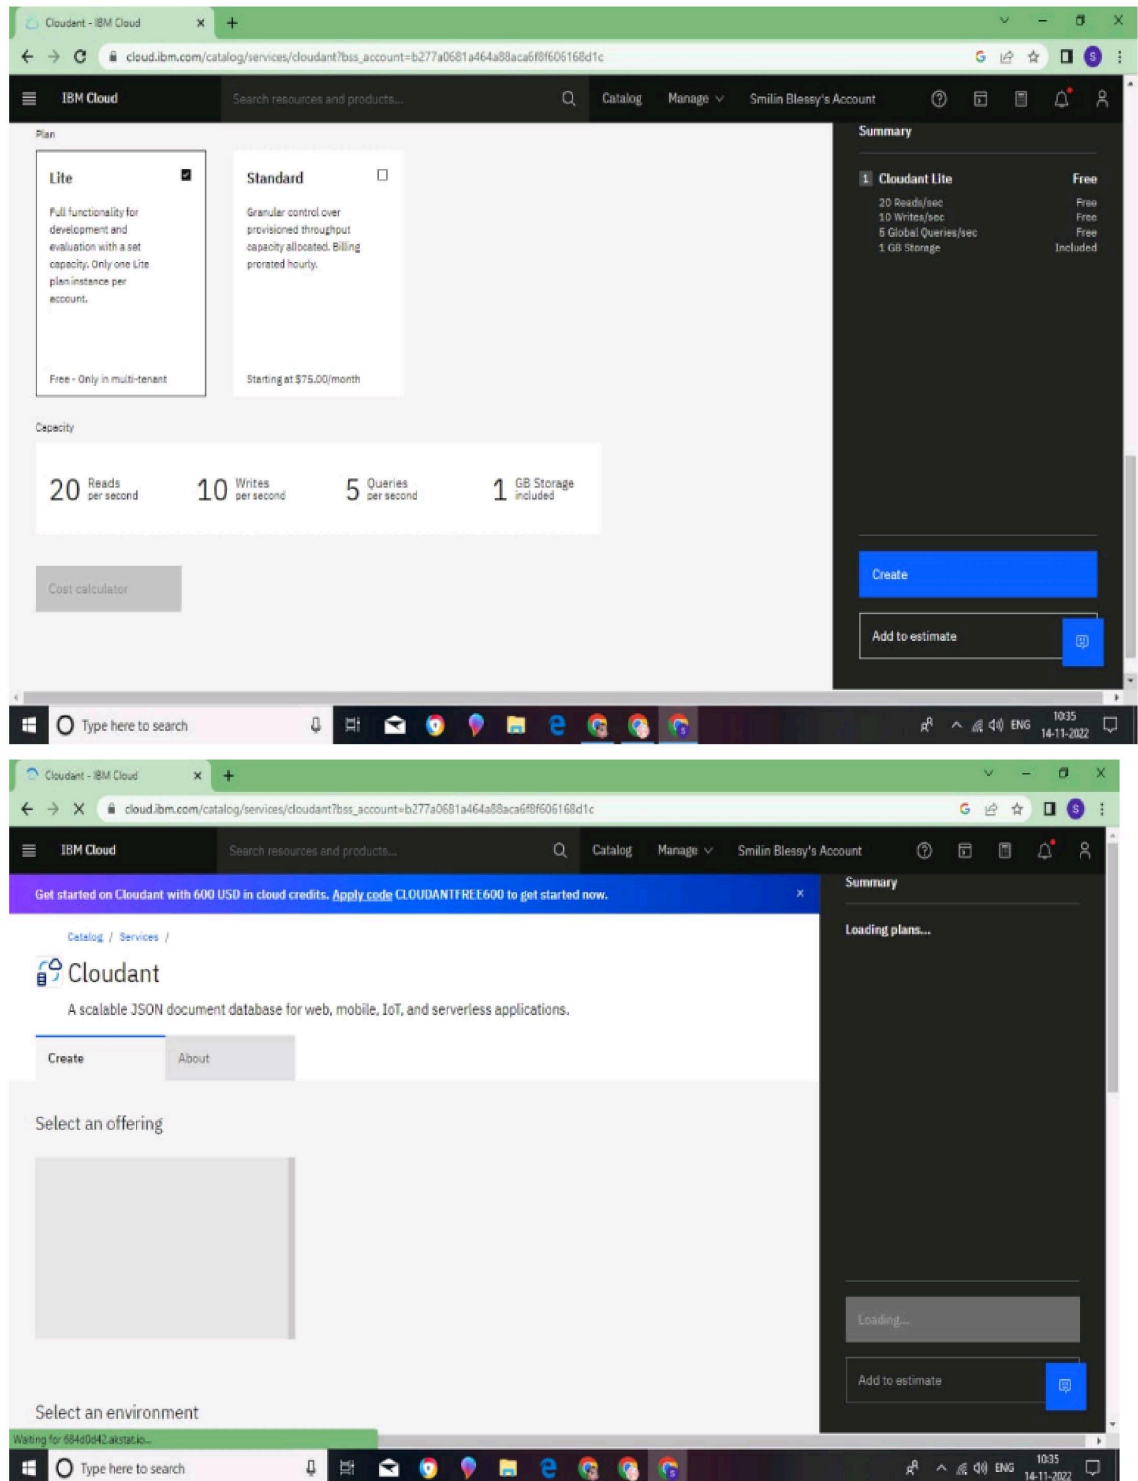 Cloudant - IBM Cloud
cloud.ibm.com/catalog/services/cloudant?bss_account=b277a0681a464a88aca6f8f606168d1c
IBM Cloud Search resources and products... Catalog Manage Smilin Blessy's Account
Plan
Lite
Full functionality for
development and
evaluation with a set
capacity. Only one Lite
plan instance per
account.
Free - Only in multi-tenant
Standard
Granular control over
provisioned throughput
capacity allocated. Billing
prorated hourly.
Starting at $75.00/month
Capacity
20 Reads per second
10 Writes per second
5 Queries per second
1 GB Storage included
Cost calculator
Summary
1 Cloudant Lite Free
20 Reads/sec Free
10 Writes/sec Free
5 Global Queries/sec Free
1 GB Storage Included
Create
Add to estimate
Type here to search
ENG
10:35
14-11-2022
Cloudant - IBM Cloud
cloud.ibm.com/catalog/services/cloudant?bss_account=b277a0681a464a88aca6f8f606168d1c
IBM Cloud Search resources and products... Catalog Manage Smilin Blessy's Account
Get started on Cloudant with 600 USD in cloud credits. Apply code CLOUDANTFREE600 to get started now.
Catalog / Services /
Cloudant
A scalable JSON document database for web, mobile, IoT, and serverless applications.
Create About
Select an offering
Select an environment
Waiting for 684d0d42.akstat.io...
Summary
Loading plans...
Loading...
Add to estimate
Type here to search
ENG
10:35
14-11-2022